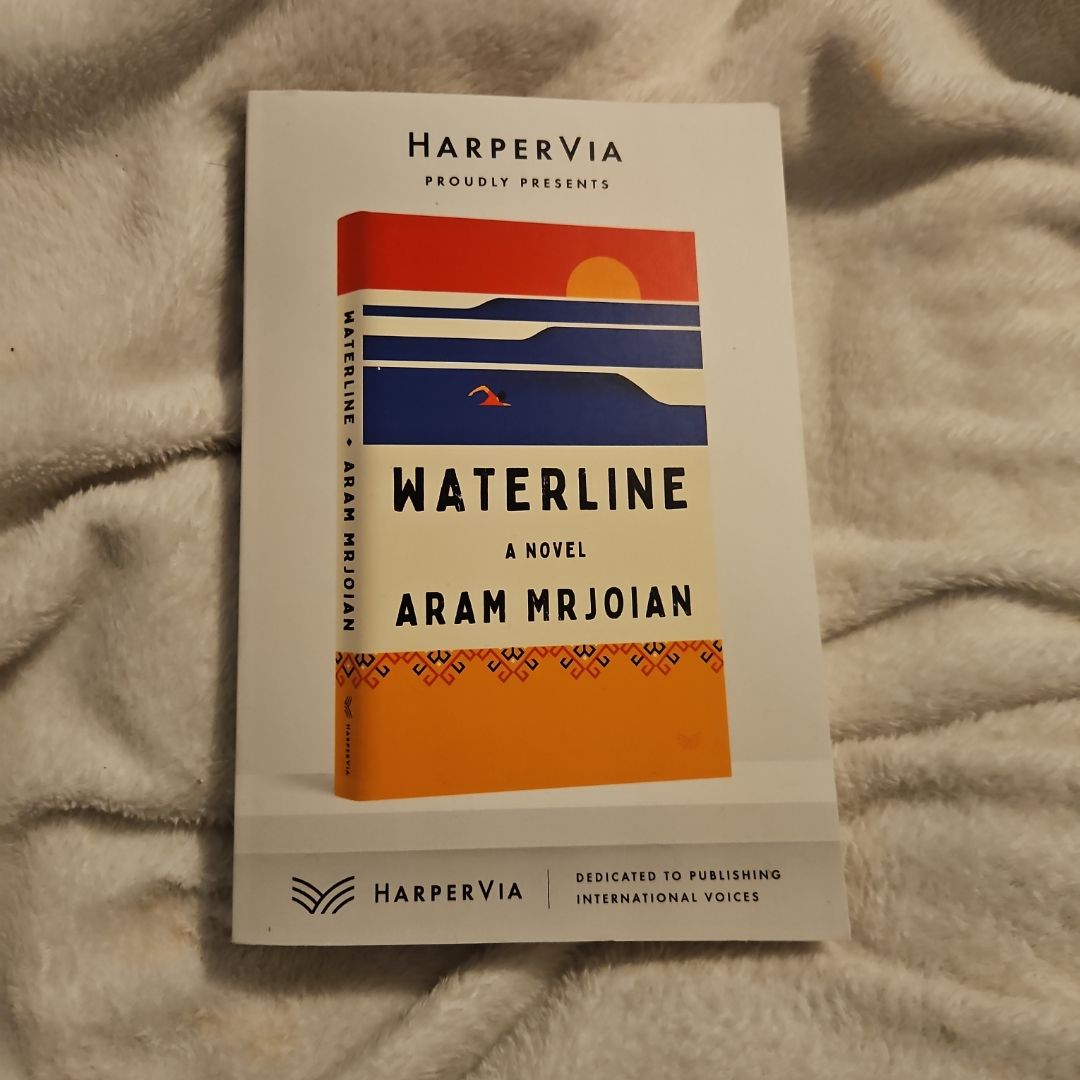 HARPERVIA
PROUDLY PRESENTS
WATERLINE ◆ ARAM MRJOIAN
HARPERVIA
WATERLINE
A NOVEL
ARAM MRJOIAN
HARPERVIA
DEDICATED TO PUBLISHING
INTERNATIONAL VOICES